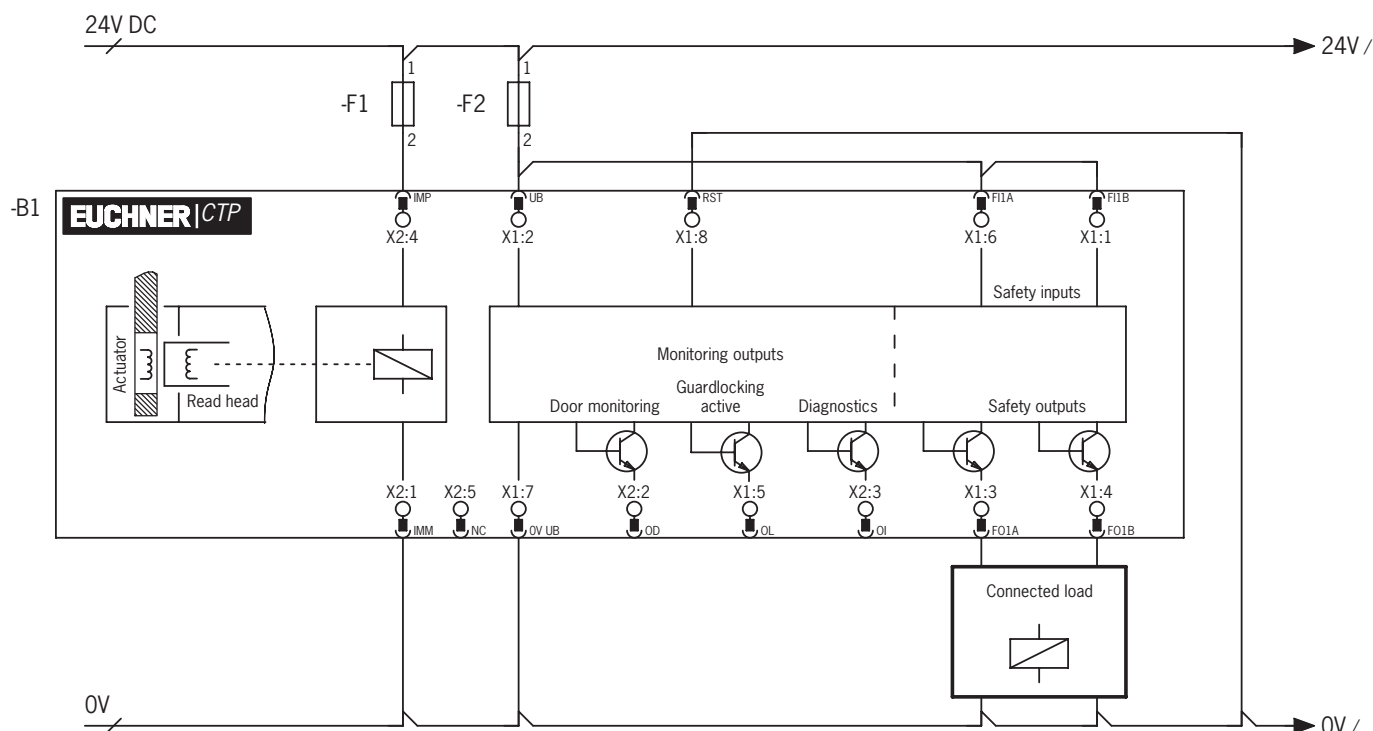 24V DC
24V /
1
1
-F1
-F2
2
2
-B1
EUCHNER CTP
IMP
UB
RST
FI1A
FI1B
X2:4
X1:2
X1:8
X1:6
X1:1
Safety inputs
Actuator
Read head
Monitoring outputs
Door monitoring
Guardlocking
active
Diagnostics
Safety outputs
X2:1
X2:5
X1:7
X2:2
X1:5
X2:3
X1:3
X1:4
IMM
NC
0V UB
OD
OL
OI
FO1A
FO1B
Connected load
0V
0V /